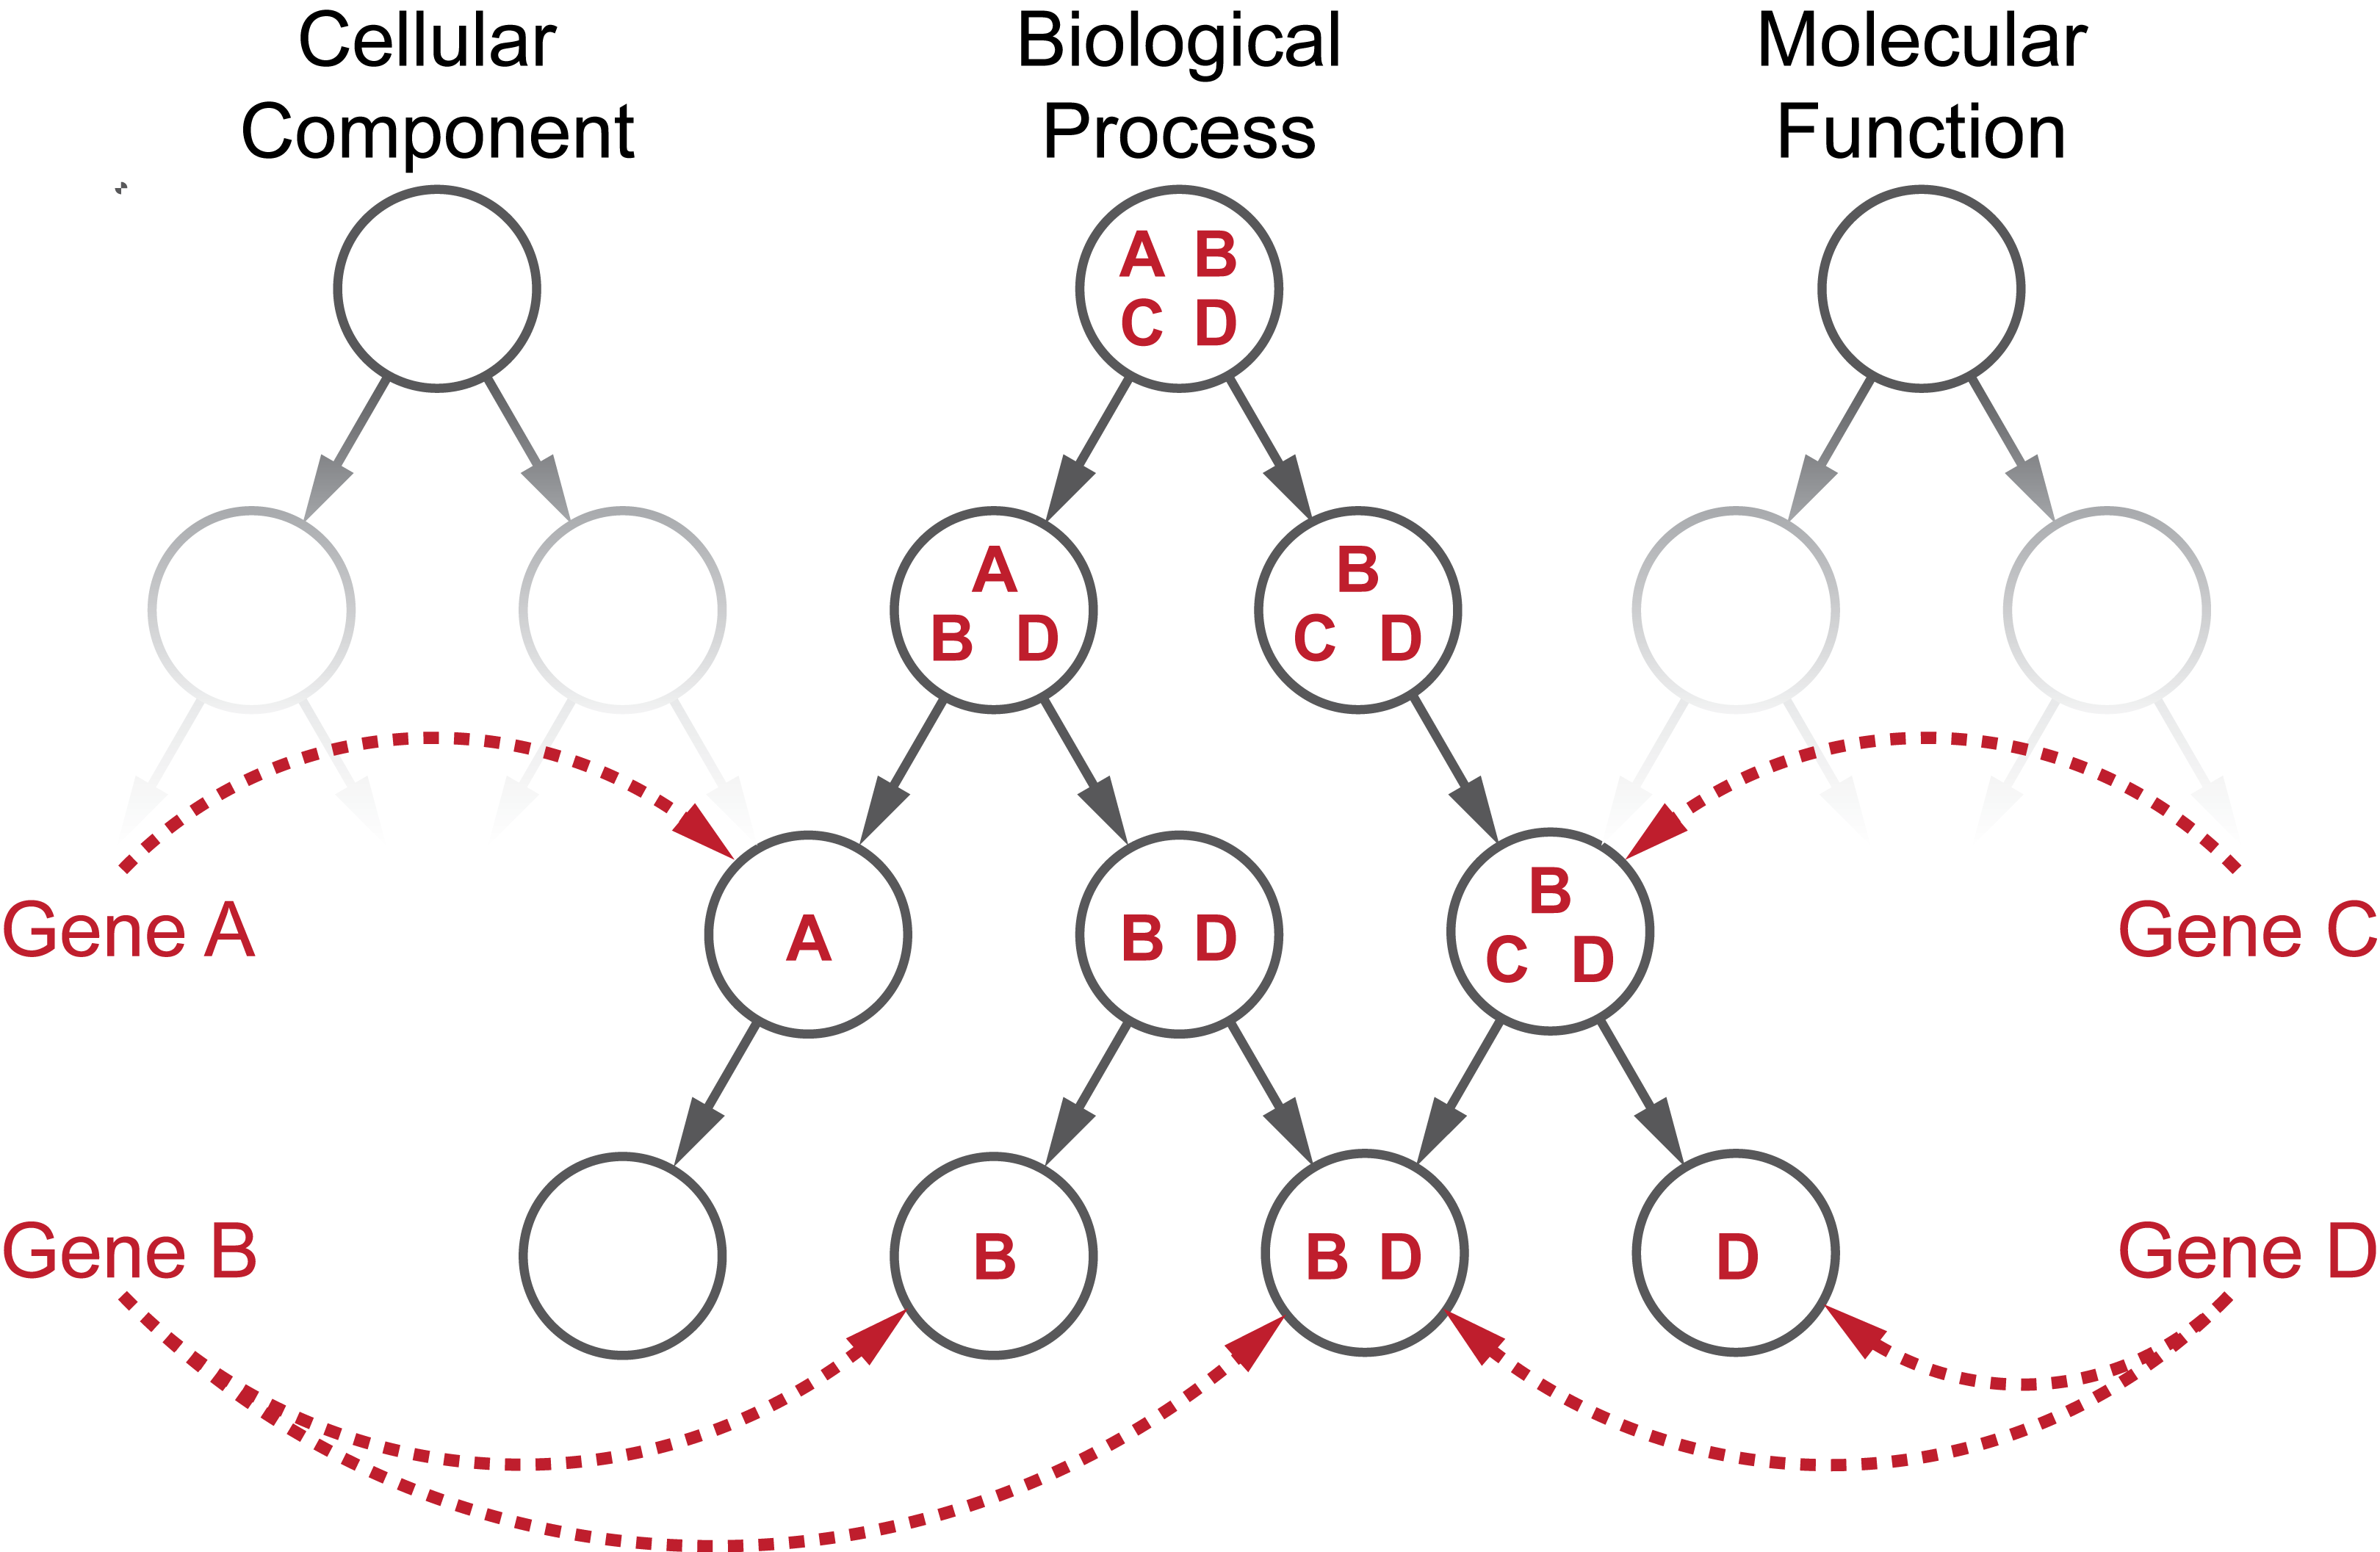 Cellular
Component
Biological
Process
Molecular
Function
A B
C D
A
B D
B
C D
Gene A
A
B D
B
C D
Gene C
Gene B
B
B D
D
Gene D